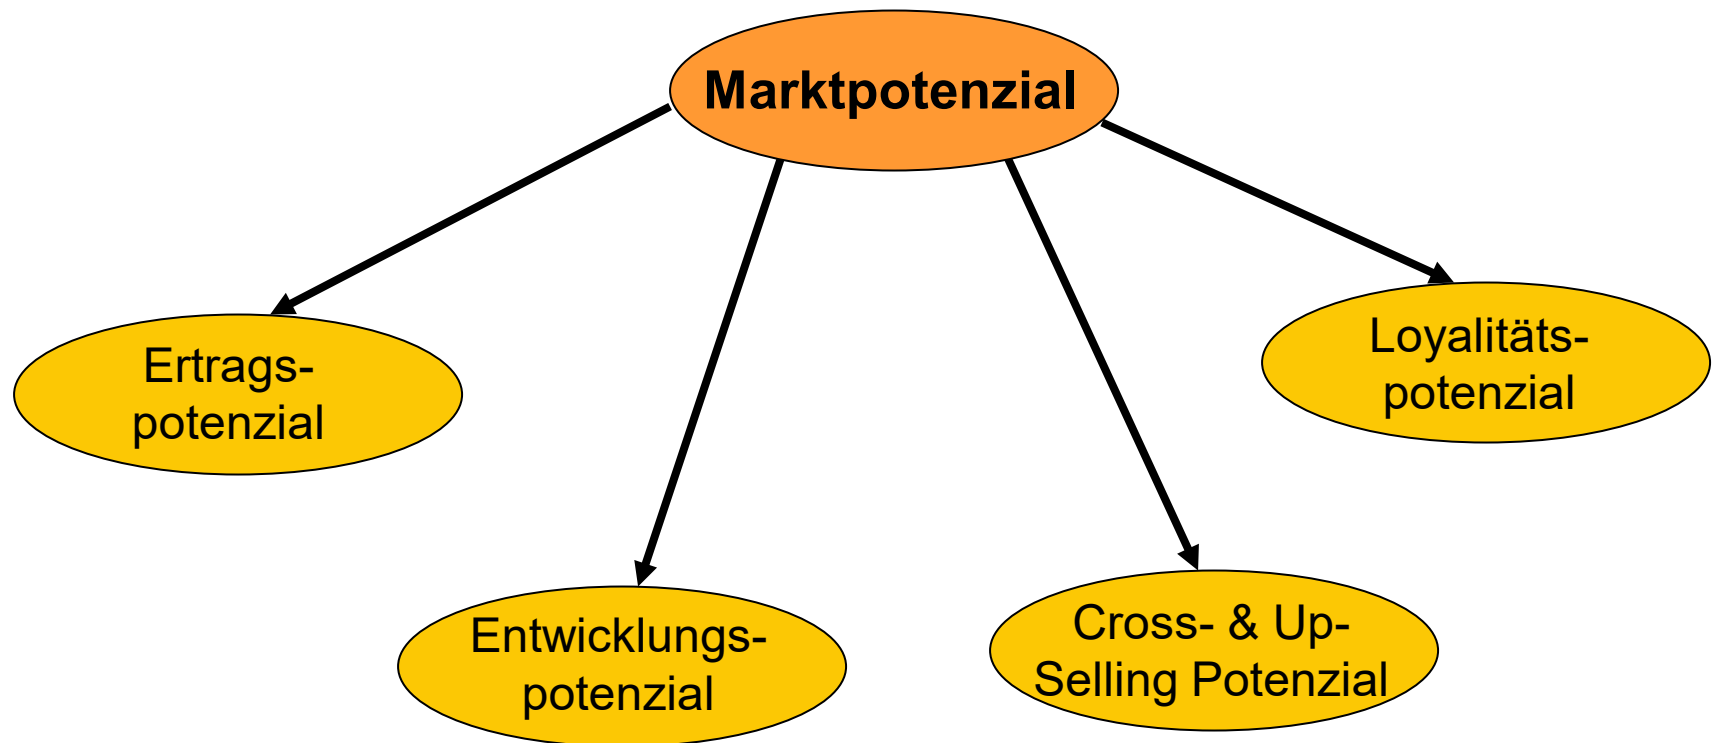 Marktpotenzial
Ertrags-
potenzial
Loyalitäts-
potenzial
Entwicklungs-
potenzial
Cross- & Up-
Selling Potenzial